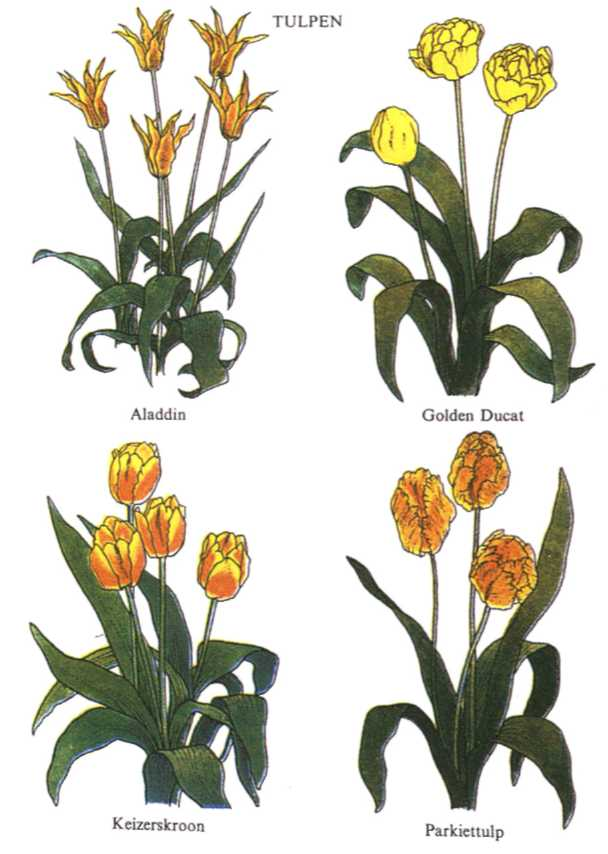 TULPEN
Aladdin
Golden Ducat
Keizerskroon
Parkiettulp